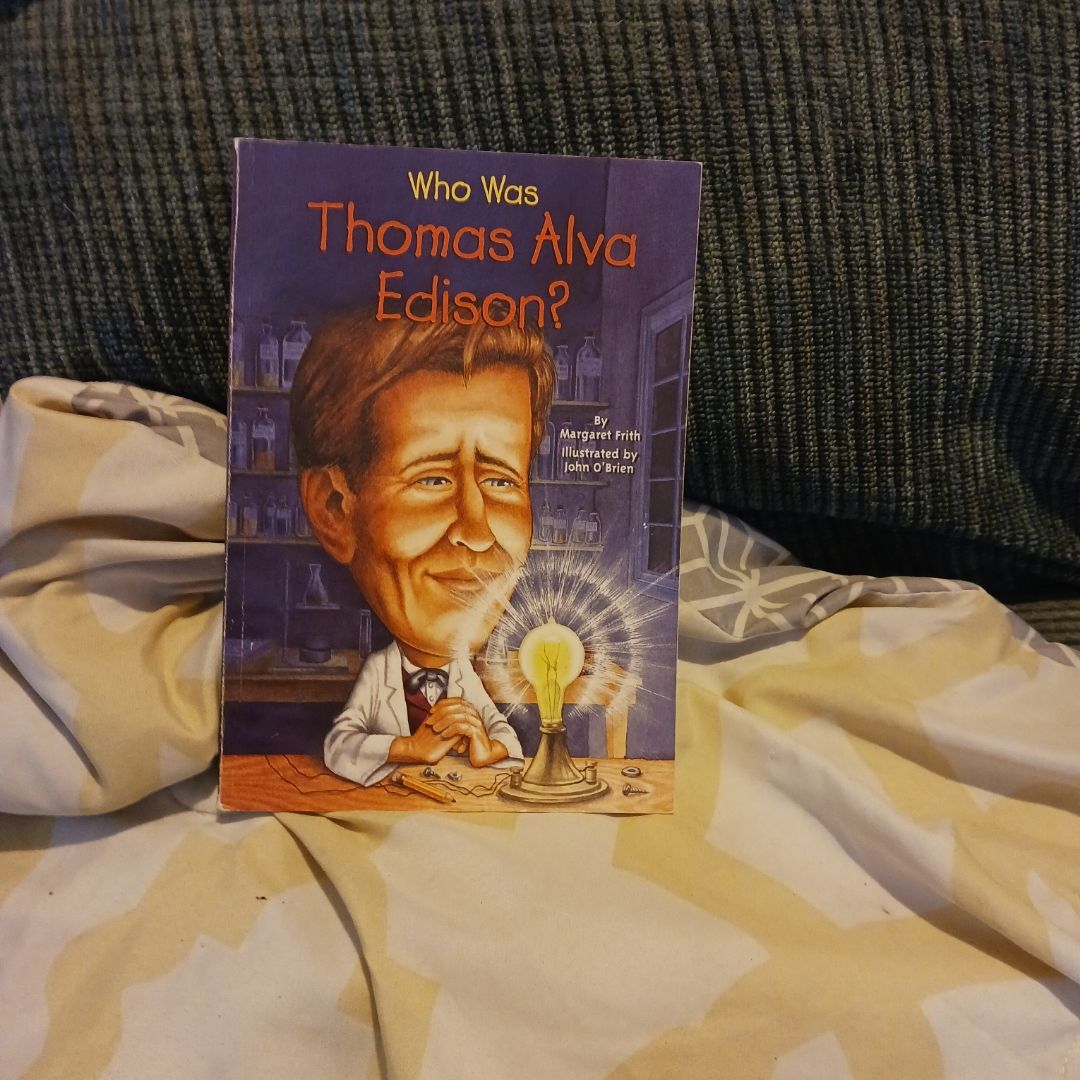 Who Was
Thomas Alva
Edison?
By
Margaret Frith
Illustrated by
John O'Brien